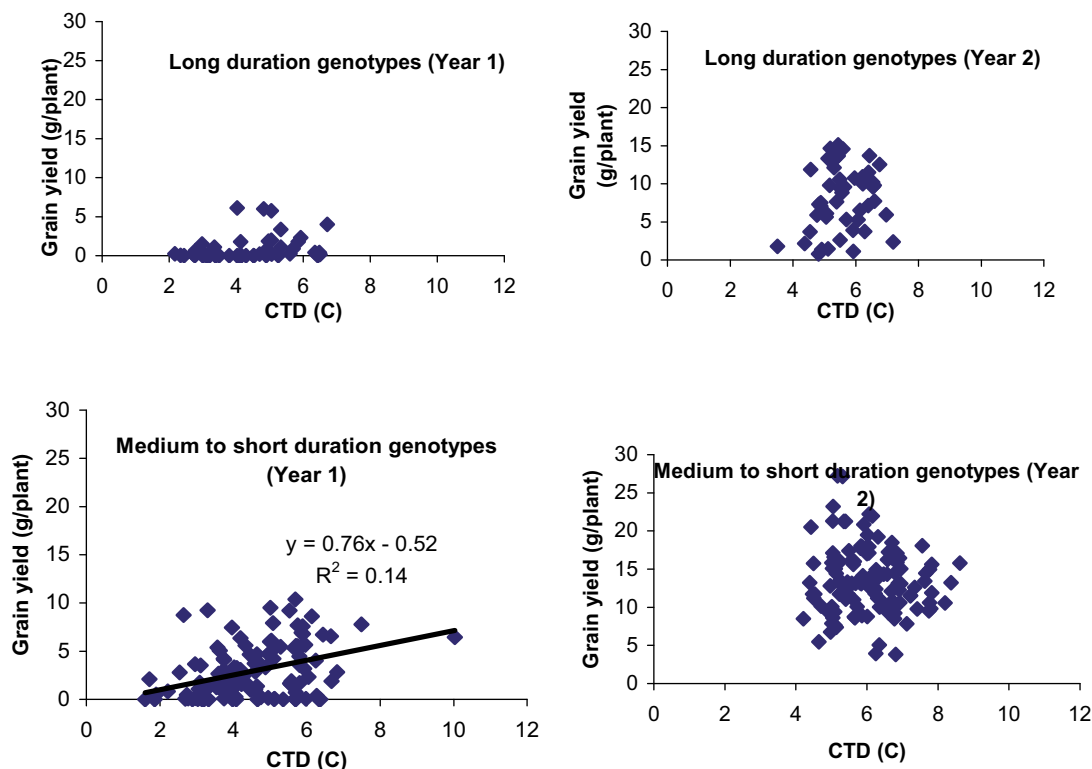 Long duration genotypes (Year 1)
Grain yield (g/plant)
30
25
20
15
10
5
0
0 2 4 6 8 10 12
CTD (C)
Long duration genotypes (Year 2)
Grain yield
(g/plant)
30
25
20
15
10
5
0
0 2 4 6 8 10 12
CTD (C)
Medium to short duration genotypes
(Year 1)
Grain yield (g/plant)
30
25
20
15
10
5
0
y = 0.76x - 0.52
R² = 0.14
0 2 4 6 8 10 12
CTD (C)
Medium to short duration genotypes (Year
2)
Grain yield (g/plant)
30
25
20
15
10
5
0
0 2 4 6 8 10 12
CTD (C)